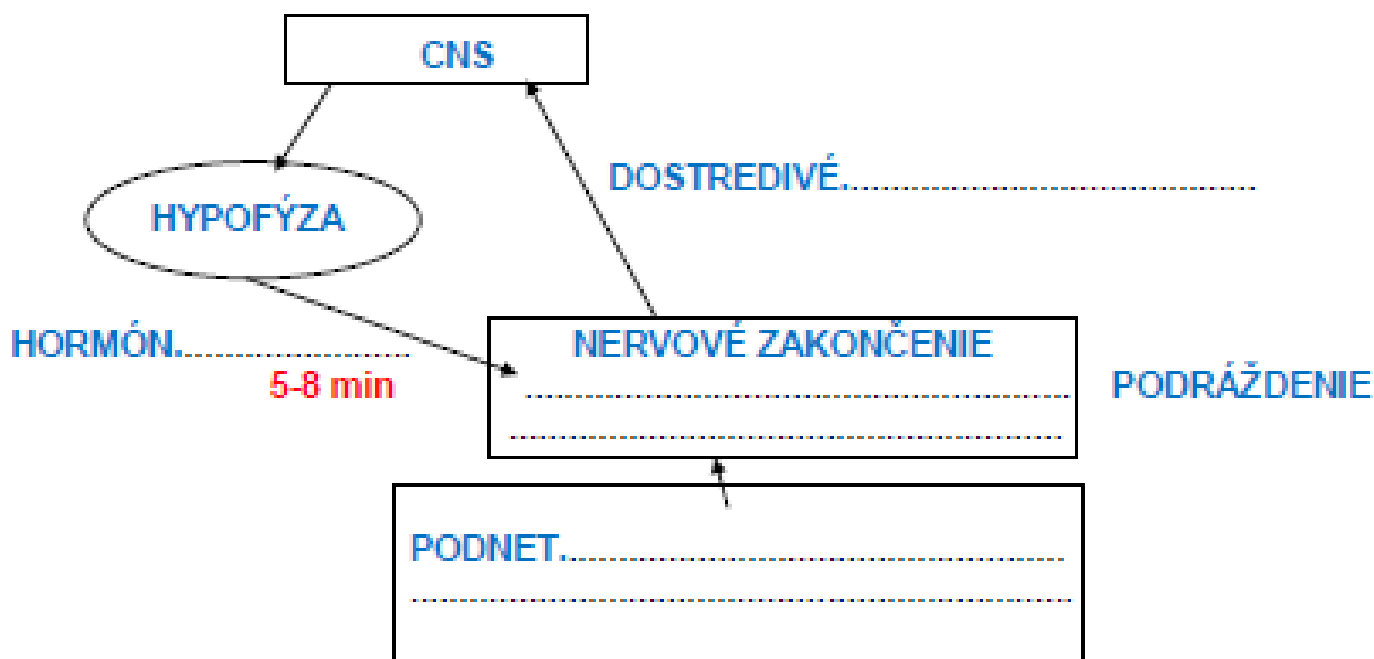 CNS
DOSTREDIVÉ...........................................
HYPOFÝZA
HORMÓN.........................
5-8 min
NERVOVÉ ZAKONČENIE
............................................................
............................................................
PODRÁŽDENIE
PODNET.......................................................
........................................................................